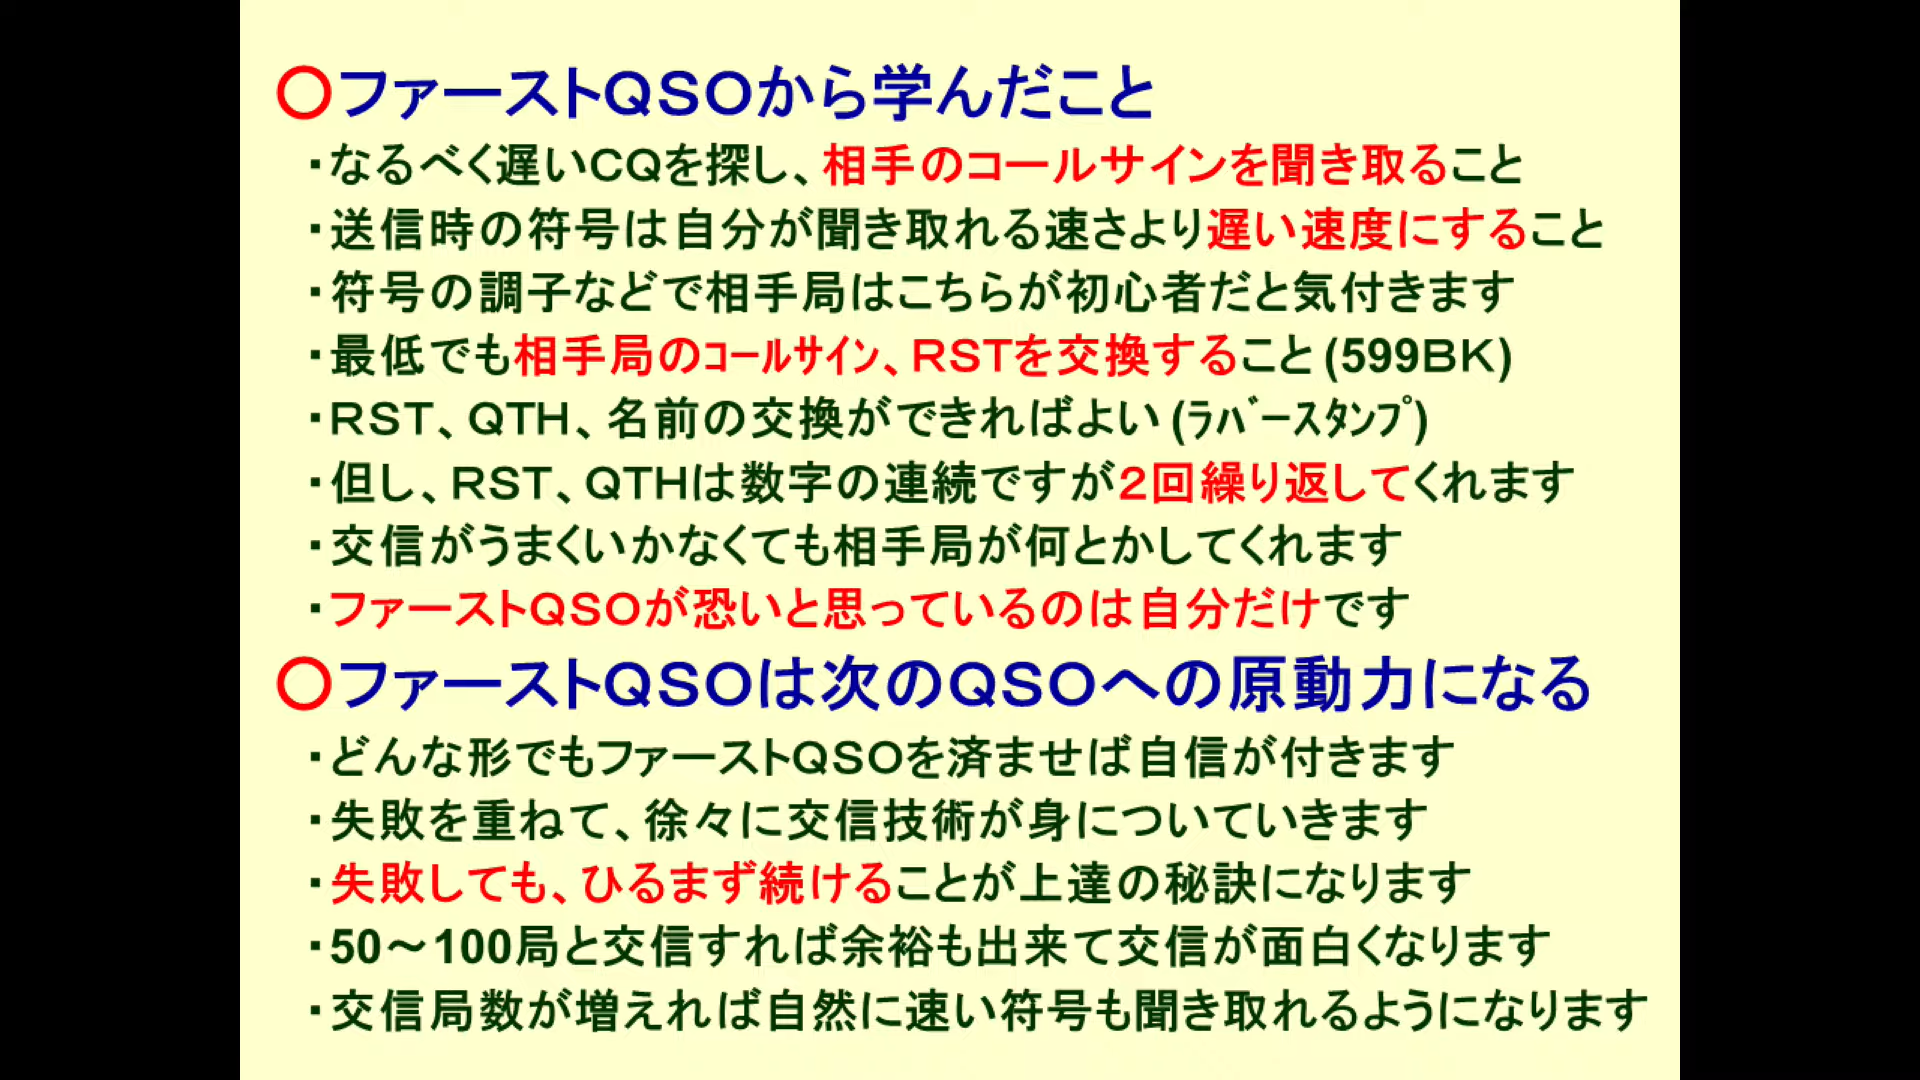 〇ファーストQSOから学んだこと
・なるべく遅いCQを探し、相手のコールサインを聞き取ること
・送信時の符号は自分が聞き取れる速さより遅い速度にすること
・符号の調子などで相手局はこちらが初心者だと気付きます
・最低でも相手局のｺｰﾙｻｲﾝ、RSTを交換すること(599BK)
・RST、QTH、名前の交換ができればよい(ﾗﾊﾞｰｽﾀﾝﾌﾟ)
・但し、RST、QTHは数字の連続ですが2回繰り返してくれます
・交信がうまくいかなくても相手局が何とかしてくれます
・ファーストQSOが恐いと思っているのは自分だけです
〇ファーストQSOは次のQSOへの原動力になる
・どんな形でもファーストQSOを済ませば自信が付きます
・失敗を重ねて、徐々に交信技術が身についていきます
・失敗しても、ひるまず続けることが上達の秘訣になります
・50～100局と交信すれば余裕も出来て交信が面白くなります
・交信局数が増えれば自然に速い符号も聞き取れるようになります